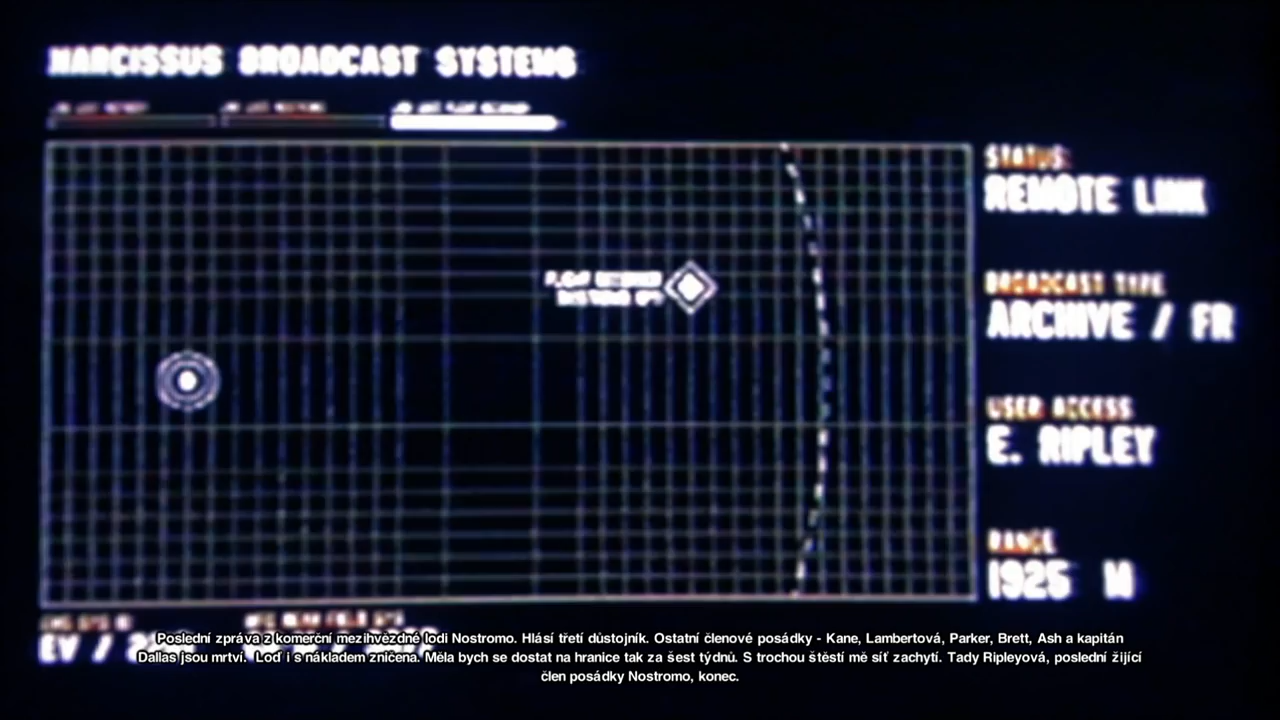 NARCISSUS BROADCAST SYSTEMS
STATUS:
REMOTE LINK
BROADCAST TYPE
ARCHIVE / FR
USER ACCESS
E. RIPLEY
RANGE
1925 M
EV /
Poslední zpráva z komerční mezihvězdné lodi Nostromo. Hlásí třetí důstojník. Ostatní členové posádky - Kane, Lambertová, Parker, Brett, Ash a kapitán
Dallas jsou mrtví. Loď i s nákladem zničena. Měla bych se dostat na hranice tak za šest týdnů. S trochou štěstí mě síť zachytí. Tady Ripleyová, poslední žijící
člen posádky Nostromo, konec.